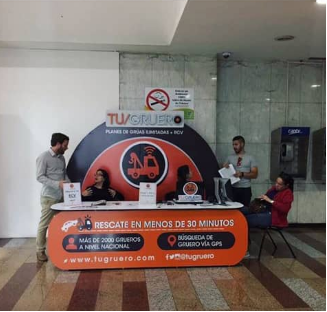 TU/GRUERO
PLANES DE GRÚAS ILIMITADAS + RCV
RESCATE EN MENOS DE 30 MINUTOS
MÁS DE 2000 GRUEROS
A NIVEL NACIONAL
BÚSQUEDA DE
GRUERO VÍA GPS
www.tugruero.com
@tugruero